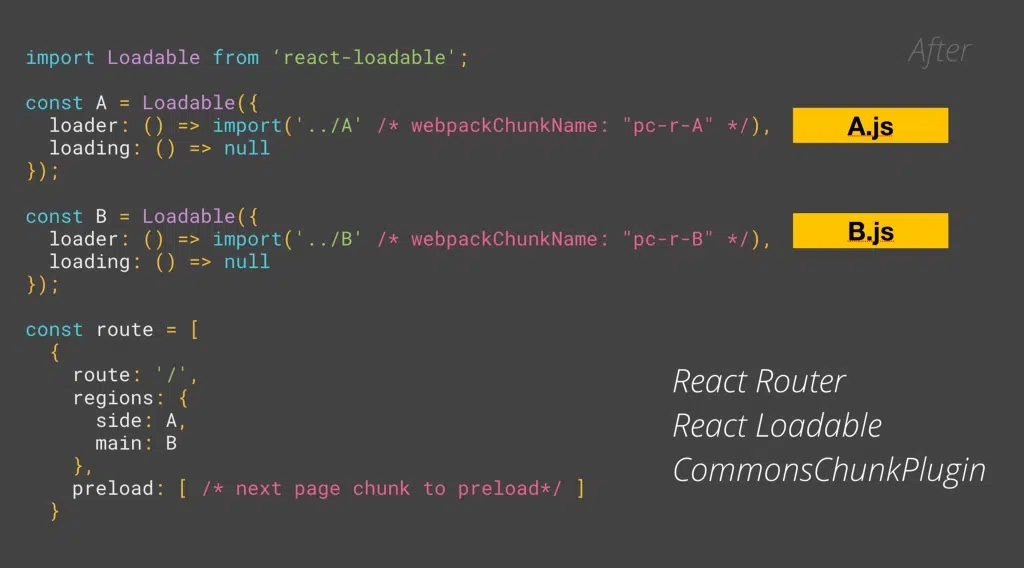 After
import Loadable from ‘react-loadable';
const A = Loadable({
  loader: () => import('../A' /* webpackChunkName: "pc-r-A" */),
  loading: () => null
});
A.js
const B = Loadable({
  loader: () => import('../B' /* webpackChunkName: "pc-r-B" */),
  loading: () => null
});
B.js
const route = [
  {
    route: '/',
    regions: {
      side: A,
      main: B
    },
    preload: [ /* next page chunk to preload*/ ]
  }
React Router
React Loadable
CommonsChunkPlugin